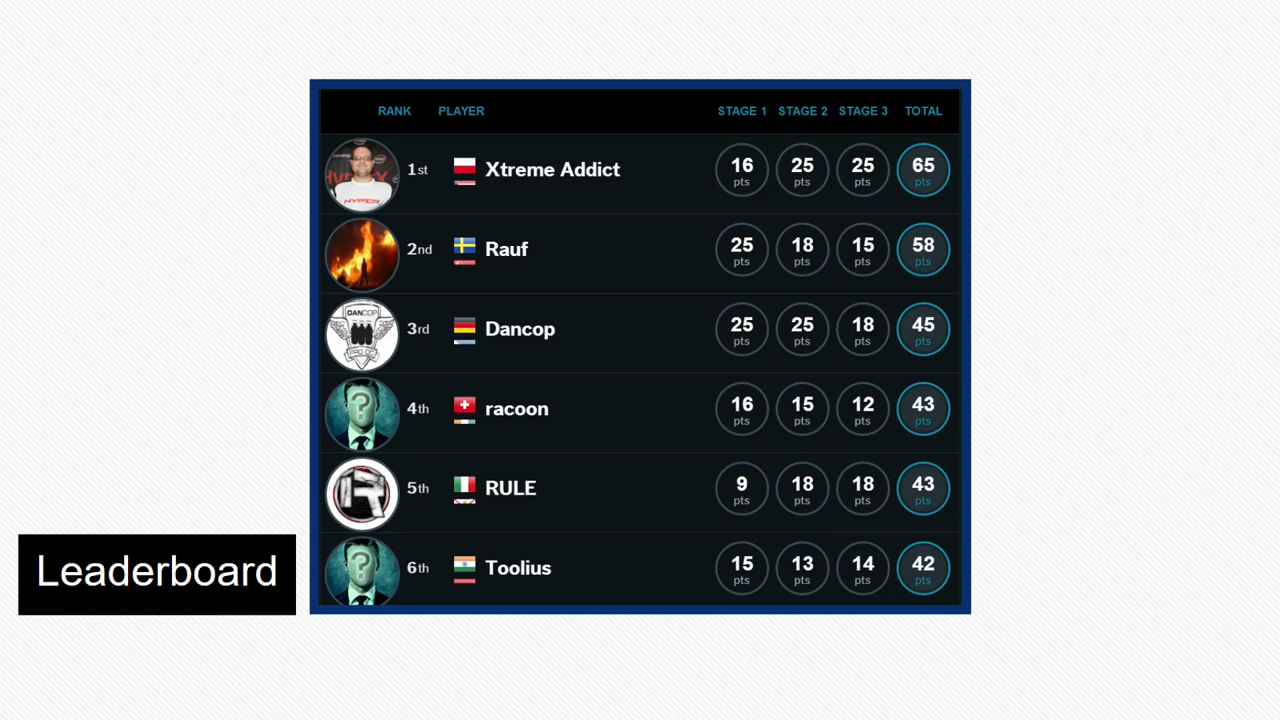 RANK PLAYER STAGE 1 STAGE 2 STAGE 3 TOTAL
1st Xtreme Addict 16 pts 25 pts 25 pts 65 pts
2nd Rauf 25 pts 18 pts 15 pts 58 pts
3rd Dancop 25 pts 25 pts 18 pts 45 pts
DANCOP
PRO OC
4th racoon 16 pts 15 pts 12 pts 43 pts
5th RULE 9 pts 18 pts 18 pts 43 pts
6th Toolius 15 pts 13 pts 14 pts 42 pts
Leaderboard